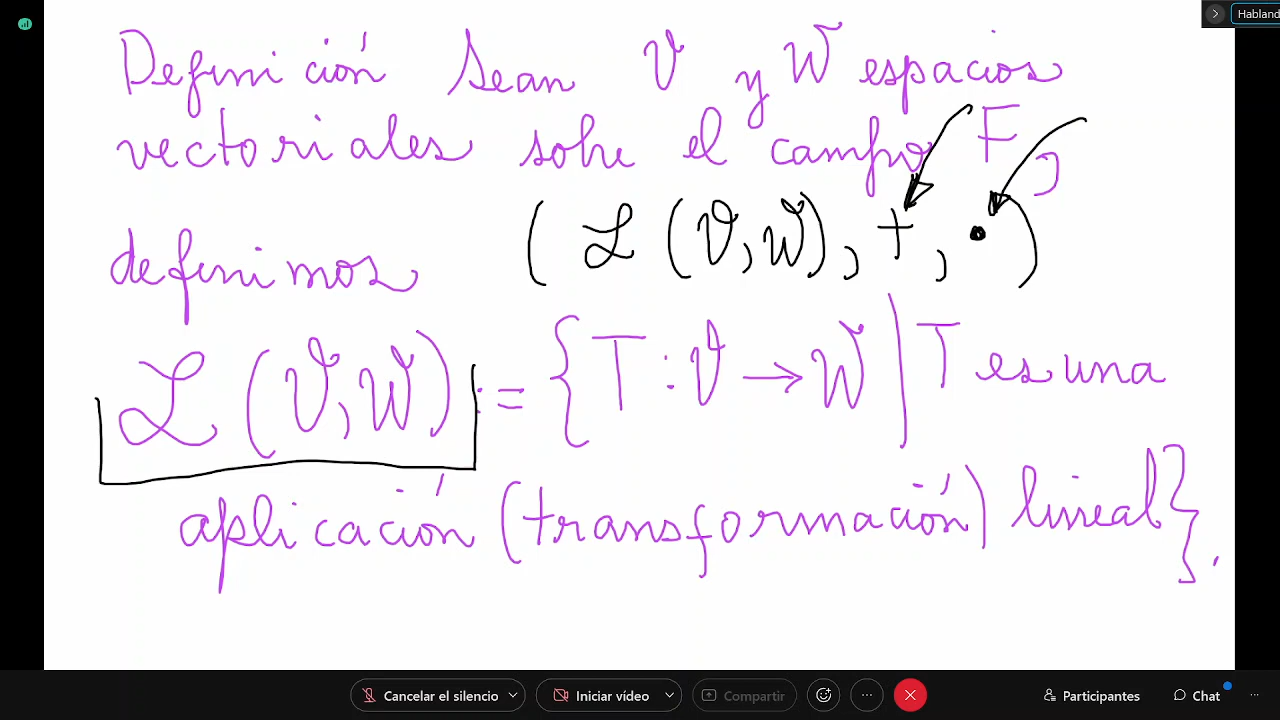 Habland
Definición Sean V y W espacios
vectoriales sobre el campo F,
(ℒ(V,W), +, •)
definimos
ℒ(V,W) := {T : V → W | T es una
aplicación (transformación) lineal}.
Cancelar el silencio
Iniciar vídeo
Compartir
Participantes
Chat